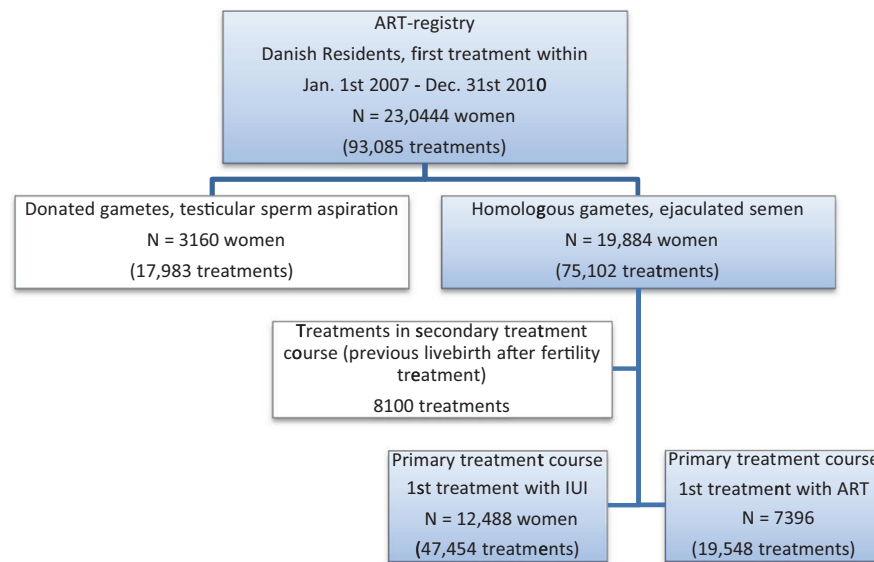 ART-registry
Danish Residents, first treatment within
Jan. 1st 2007 - Dec. 31st 2010
N = 23,0444 women
(93,085 treatments)
Donated gametes, testicular sperm aspiration
N = 3160 women
(17,983 treatments)
Homologous gametes, ejaculated semen
N = 19,884 women
(75,102 treatments)
Treatments in secondary treatment
course (previous livebirth after fertility
treatment)
8100 treatments
Primary treatment course
1st treatment with IUI
N = 12,488 women
(47,454 treatments)
Primary treatment course
1st treatment with ART
N = 7396
(19,548 treatments)